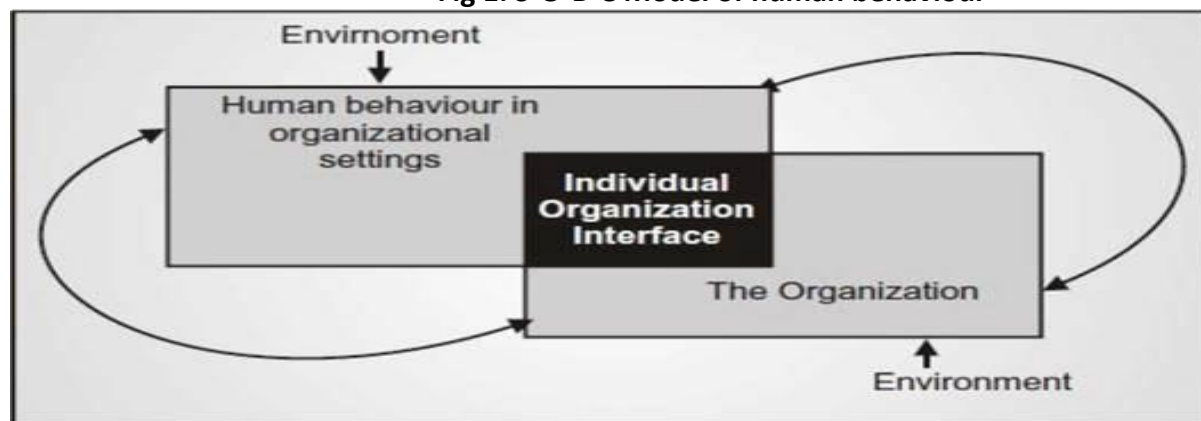 Envirnoment
Human behaviour in
organizational
settings
Individual
Organization
Interface
The Organization
Environment